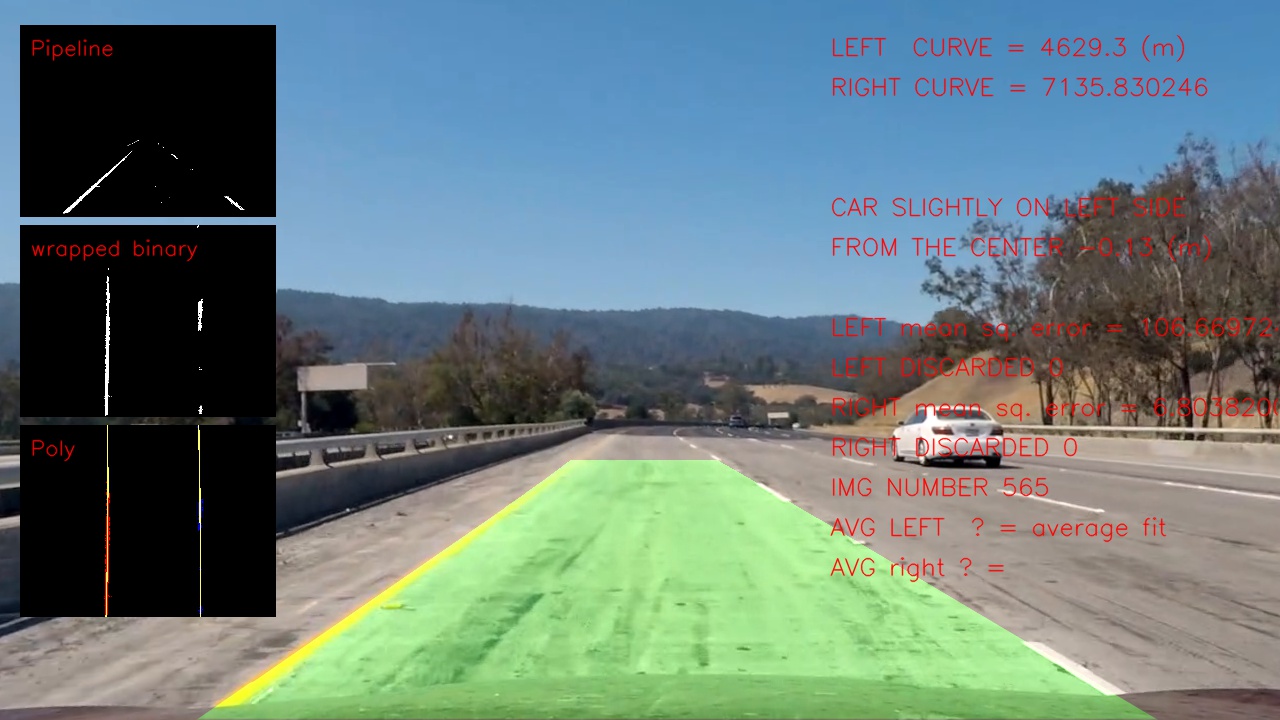 Pipeline
wrapped binary
Poly
LEFT CURVE = 4629.3 (m)
RIGHT CURVE = 7135.830246
CAR SLIGHTLY ON LEFT SIDE
FROM THE CENTER -0.13 (m)
LEFT mean sq. error = 106.66972
LEFT DISCARDED 0
RIGHT mean sq. error = 6.803820
RIGHT DISCARDED 0
IMG NUMBER 565
AVG LEFT ? = average fit
AVG right ? =